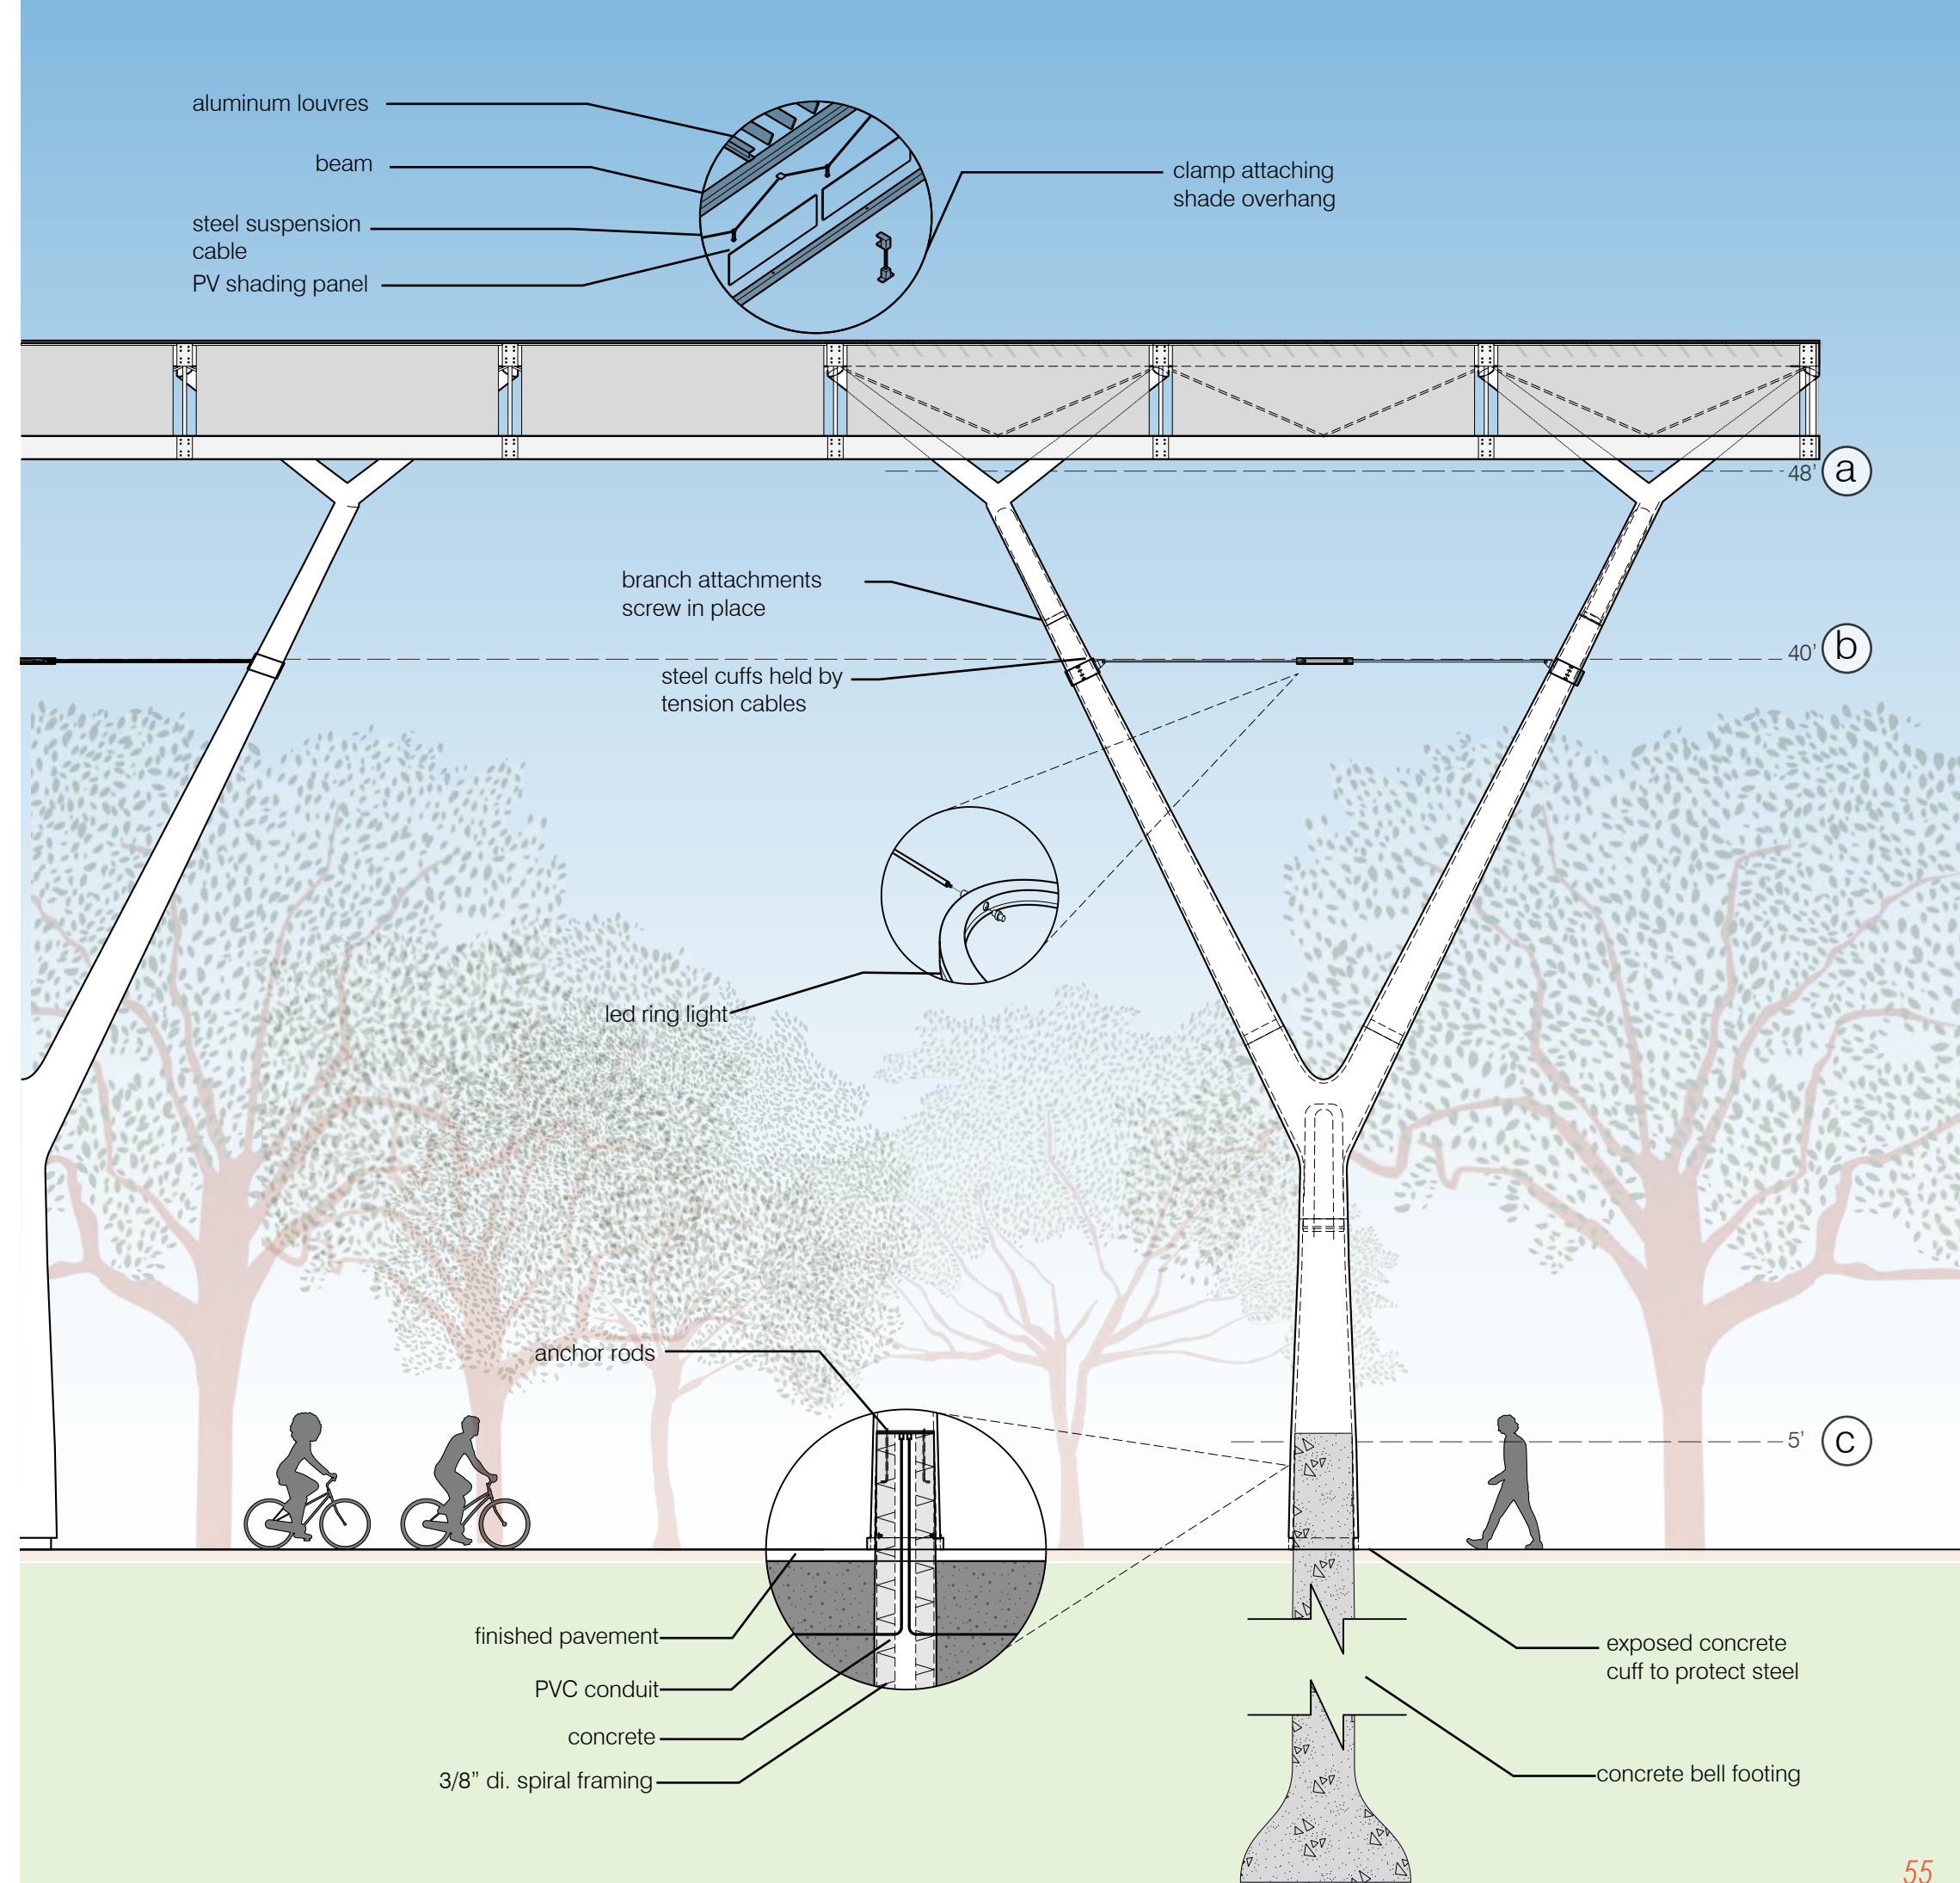 aluminum louvres
beam
steel suspension
cable
PV shading panel
clamp attaching
shade overhang
48’
a
branch attachments
screw in place
40’
b
steel cuffs held by
tension cables
led ring light
anchor rods
5’
c
finished pavement
PVC conduit
concrete
3/8” di. spiral framing
exposed concrete
cuff to protect steel
concrete bell footing
55